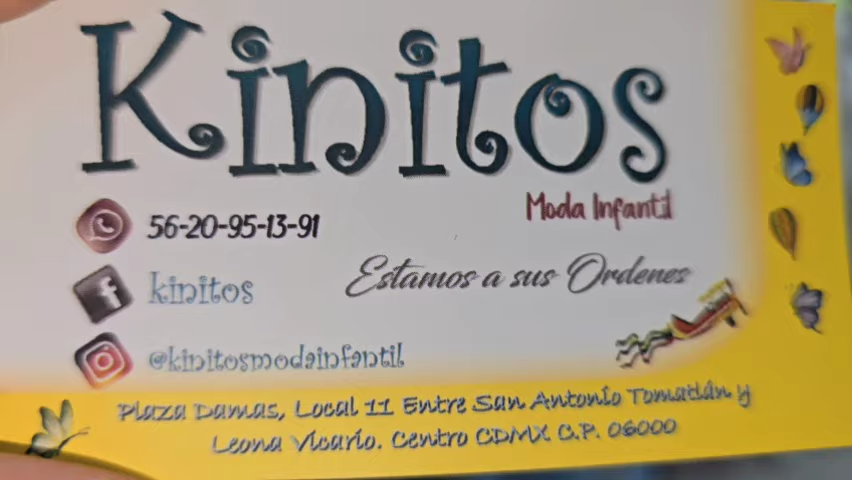 Kinitos
Moda Infantil
56-20-95-13-91
Estamos a sus Ordenes
kinitos
@kinitosmodainfantil
Plaza Damas, Local 11 Entre San Antonio Tomatlán y
Leona Vicario. Centro CDMX C.P. 06000